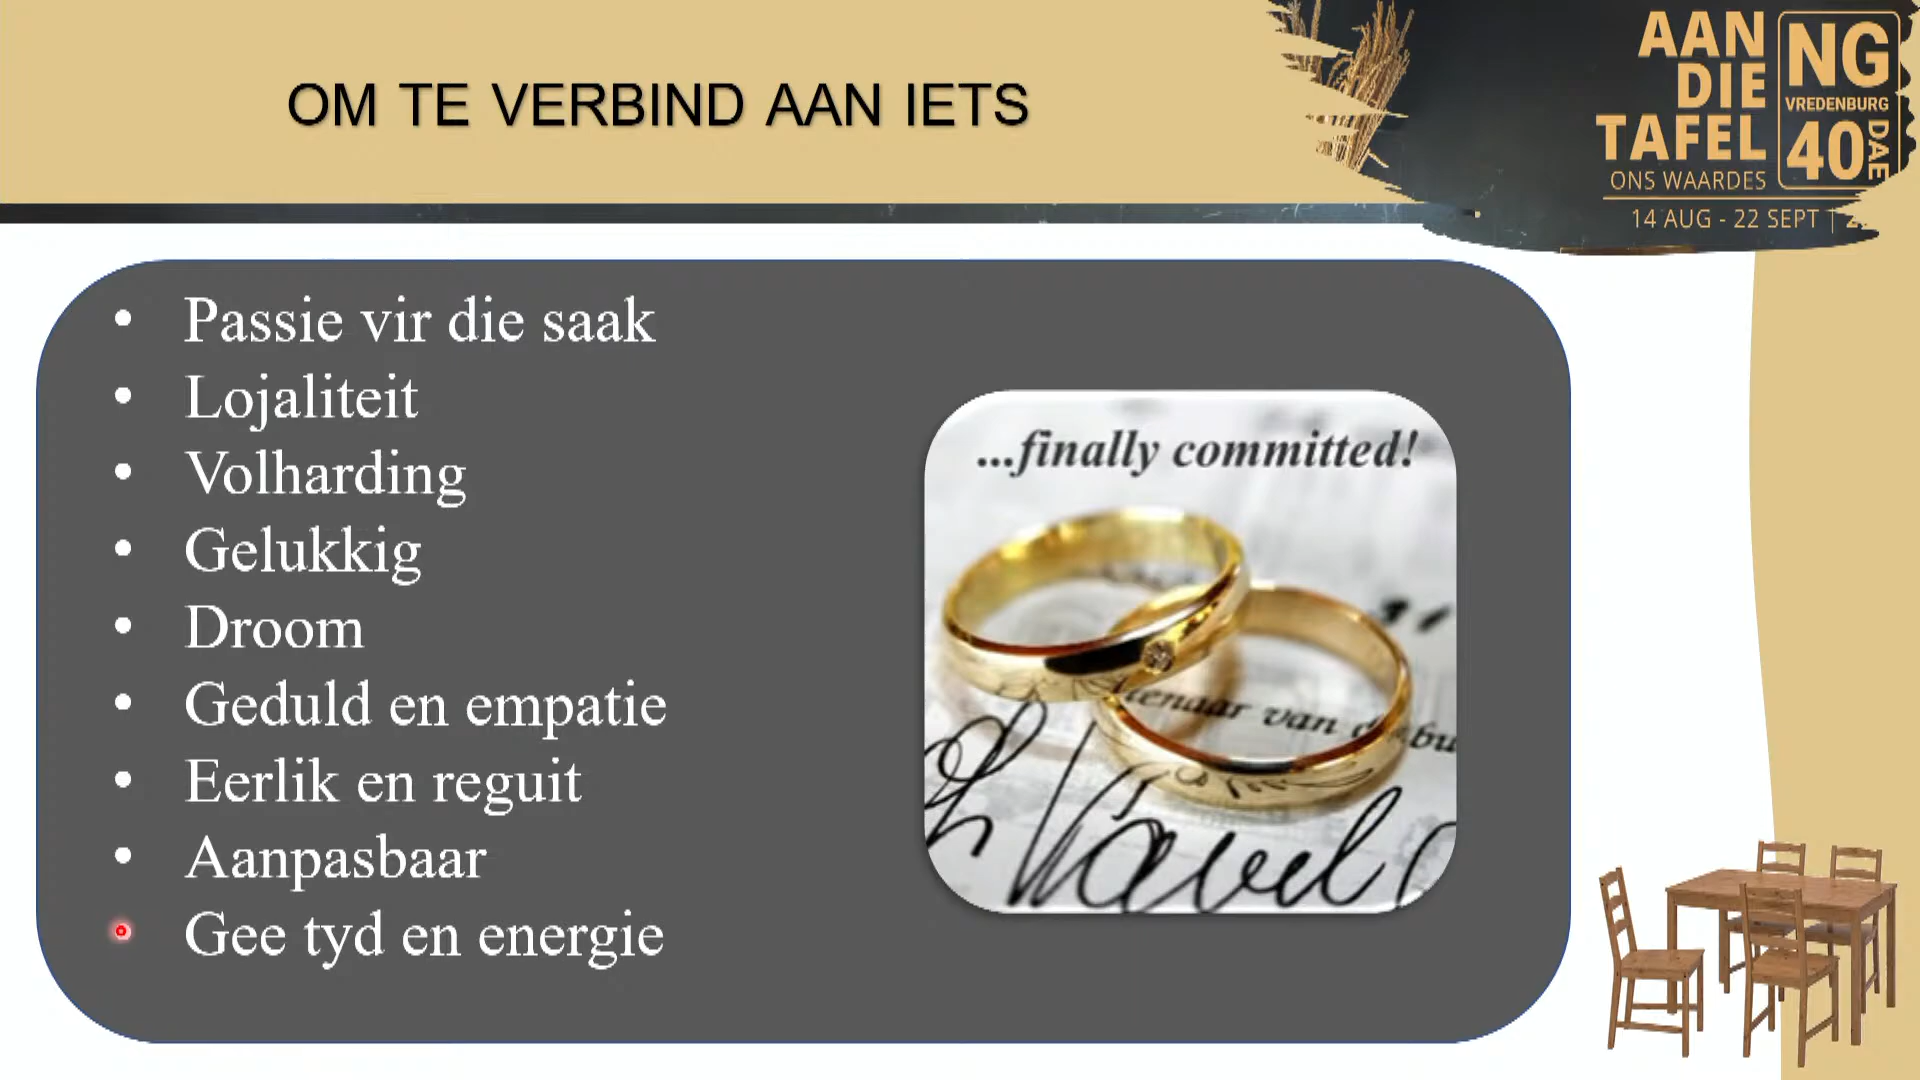 OM TE VERBIND AAN IETS
AAN
DIE
TAFEL
ONS WAARDES
NG
VREDENBURG
40
DAE
14 AUG - 22 SEPT |
• Passie vir die saak
• Lojaliteit
• Volharding
• Gelukkig
• Droom
• Geduld en empatie
• Eerlik en reguit
• Aanpasbaar
• Gee tyd en energie
...finally committed!
van